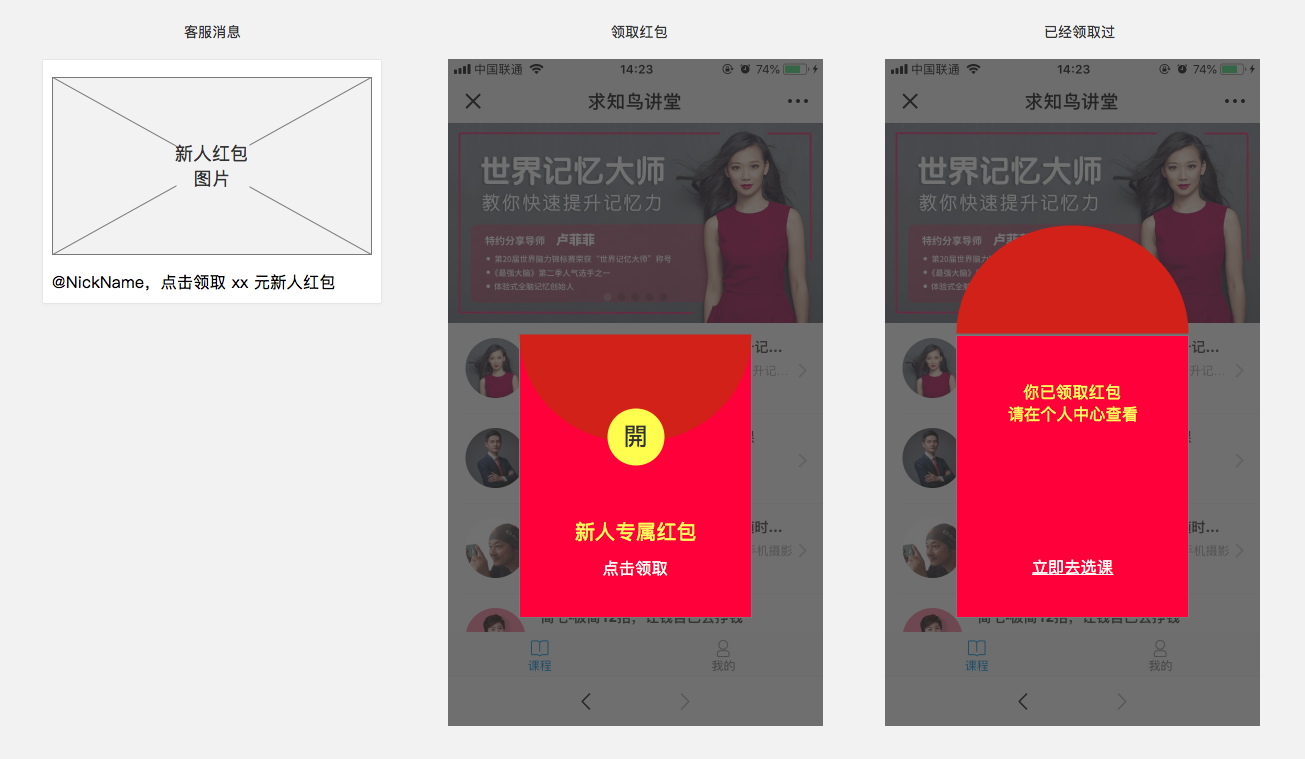 客服消息
新人红包
图片
@NickName，点击领取 xx 元新人红包
领取红包
中国联通
14:23
74%
求知鸟讲堂
世界记忆大师
教你快速提升记忆力
特约分享导师 卢菲菲
第20届世界脑力锦标赛荣获“世界记忆大师”称号
《最强大脑》第二季人气选手之一
体验式全脑记忆创始人
记...
升记...
開
时...
手机摄影
新人专属红包
点击领取
课程
我的
已经领取过
中国联通
14:23
74%
求知鸟讲堂
世界记忆大师
教你快速提升记忆力
特约分享导师 卢菲菲
第20届世界脑力锦标赛荣获“世界记忆大师”称号
《最强大脑》第二季人气选手之一
体验式全脑记忆创始人
记...
升记...
你已领取红包
请在个人中心查看
时...
手机摄影
立即去选课
课程
我的